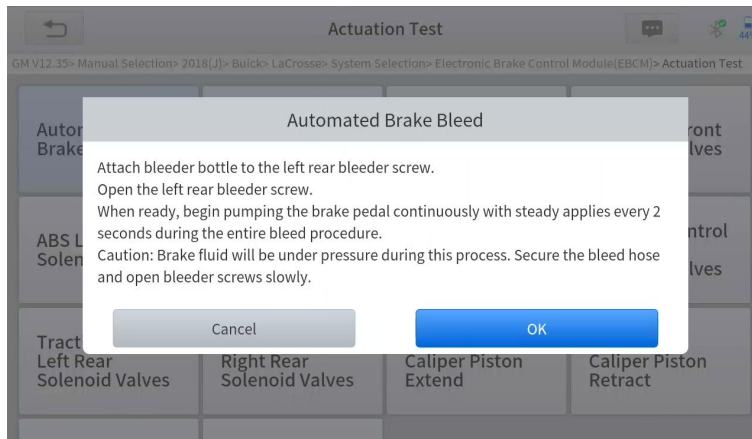 Actuation Test
GM V12.35> Manual Selection> 2018(J)> Buick> LaCrosse> System Selection> Electronic Brake Control Module(EBCM)> Actuation Test
Automated Brake Bleed
Attach bleeder bottle to the left rear bleeder screw.
Open the left rear bleeder screw.
When ready, begin pumping the brake pedal continuously with steady applies every 2
seconds during the entire bleed procedure.
Caution: Brake fluid will be under pressure during this process. Secure the bleed hose
and open bleeder screws slowly.
Cancel
OK
Autor
Brake
ront
lves
ABS L
Solen
ntrol
lves
Tract
Left Rear
Solenoid Valves
Right Rear
Solenoid Valves
Caliper Piston
Extend
Caliper Piston
Retract